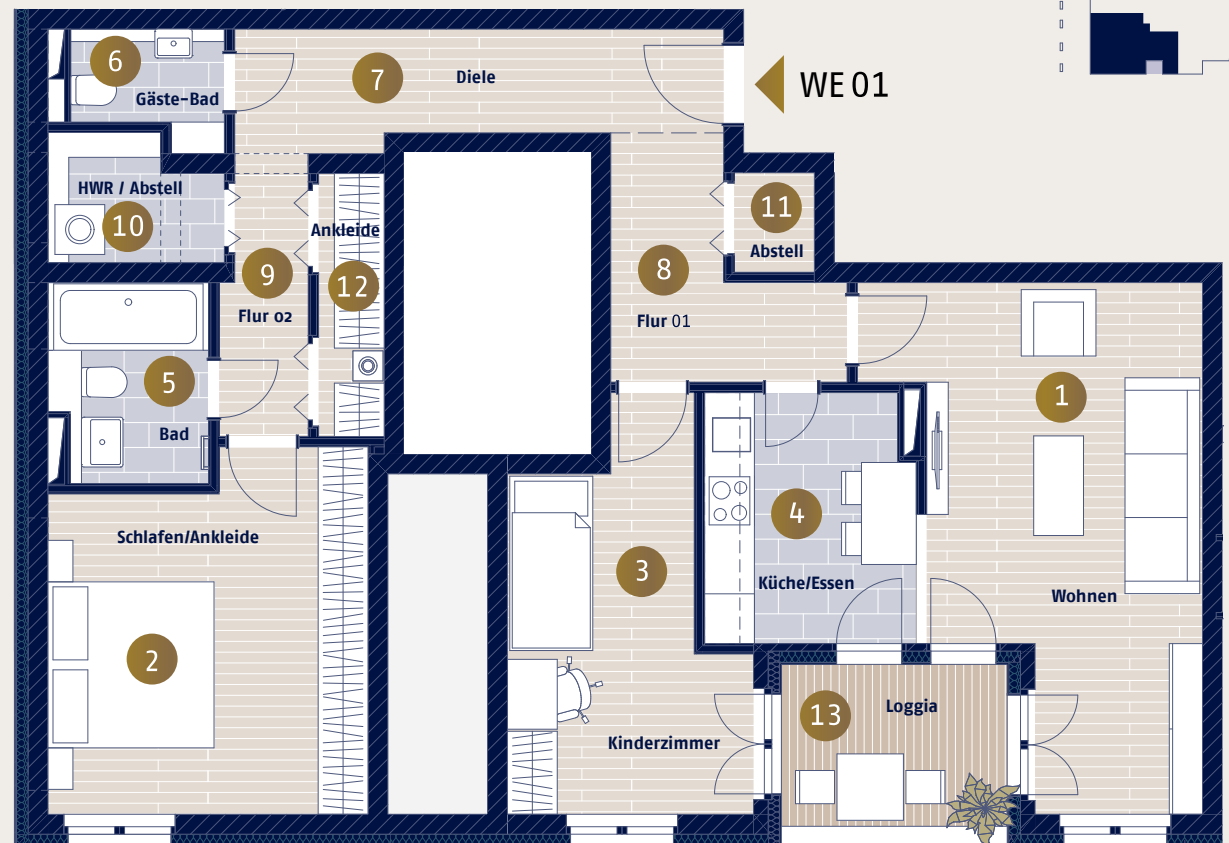 6
Gäste-Bad
7
Diele
WE 01
HWR / Abstell
10
Ankleide
12
9
Flur 02
11
Abstell
8
Flur 01
5
Bad
1
Wohnen
4
Küche/Essen
3
Kinderzimmer
Schlafen/Ankleide
2
13
Loggia